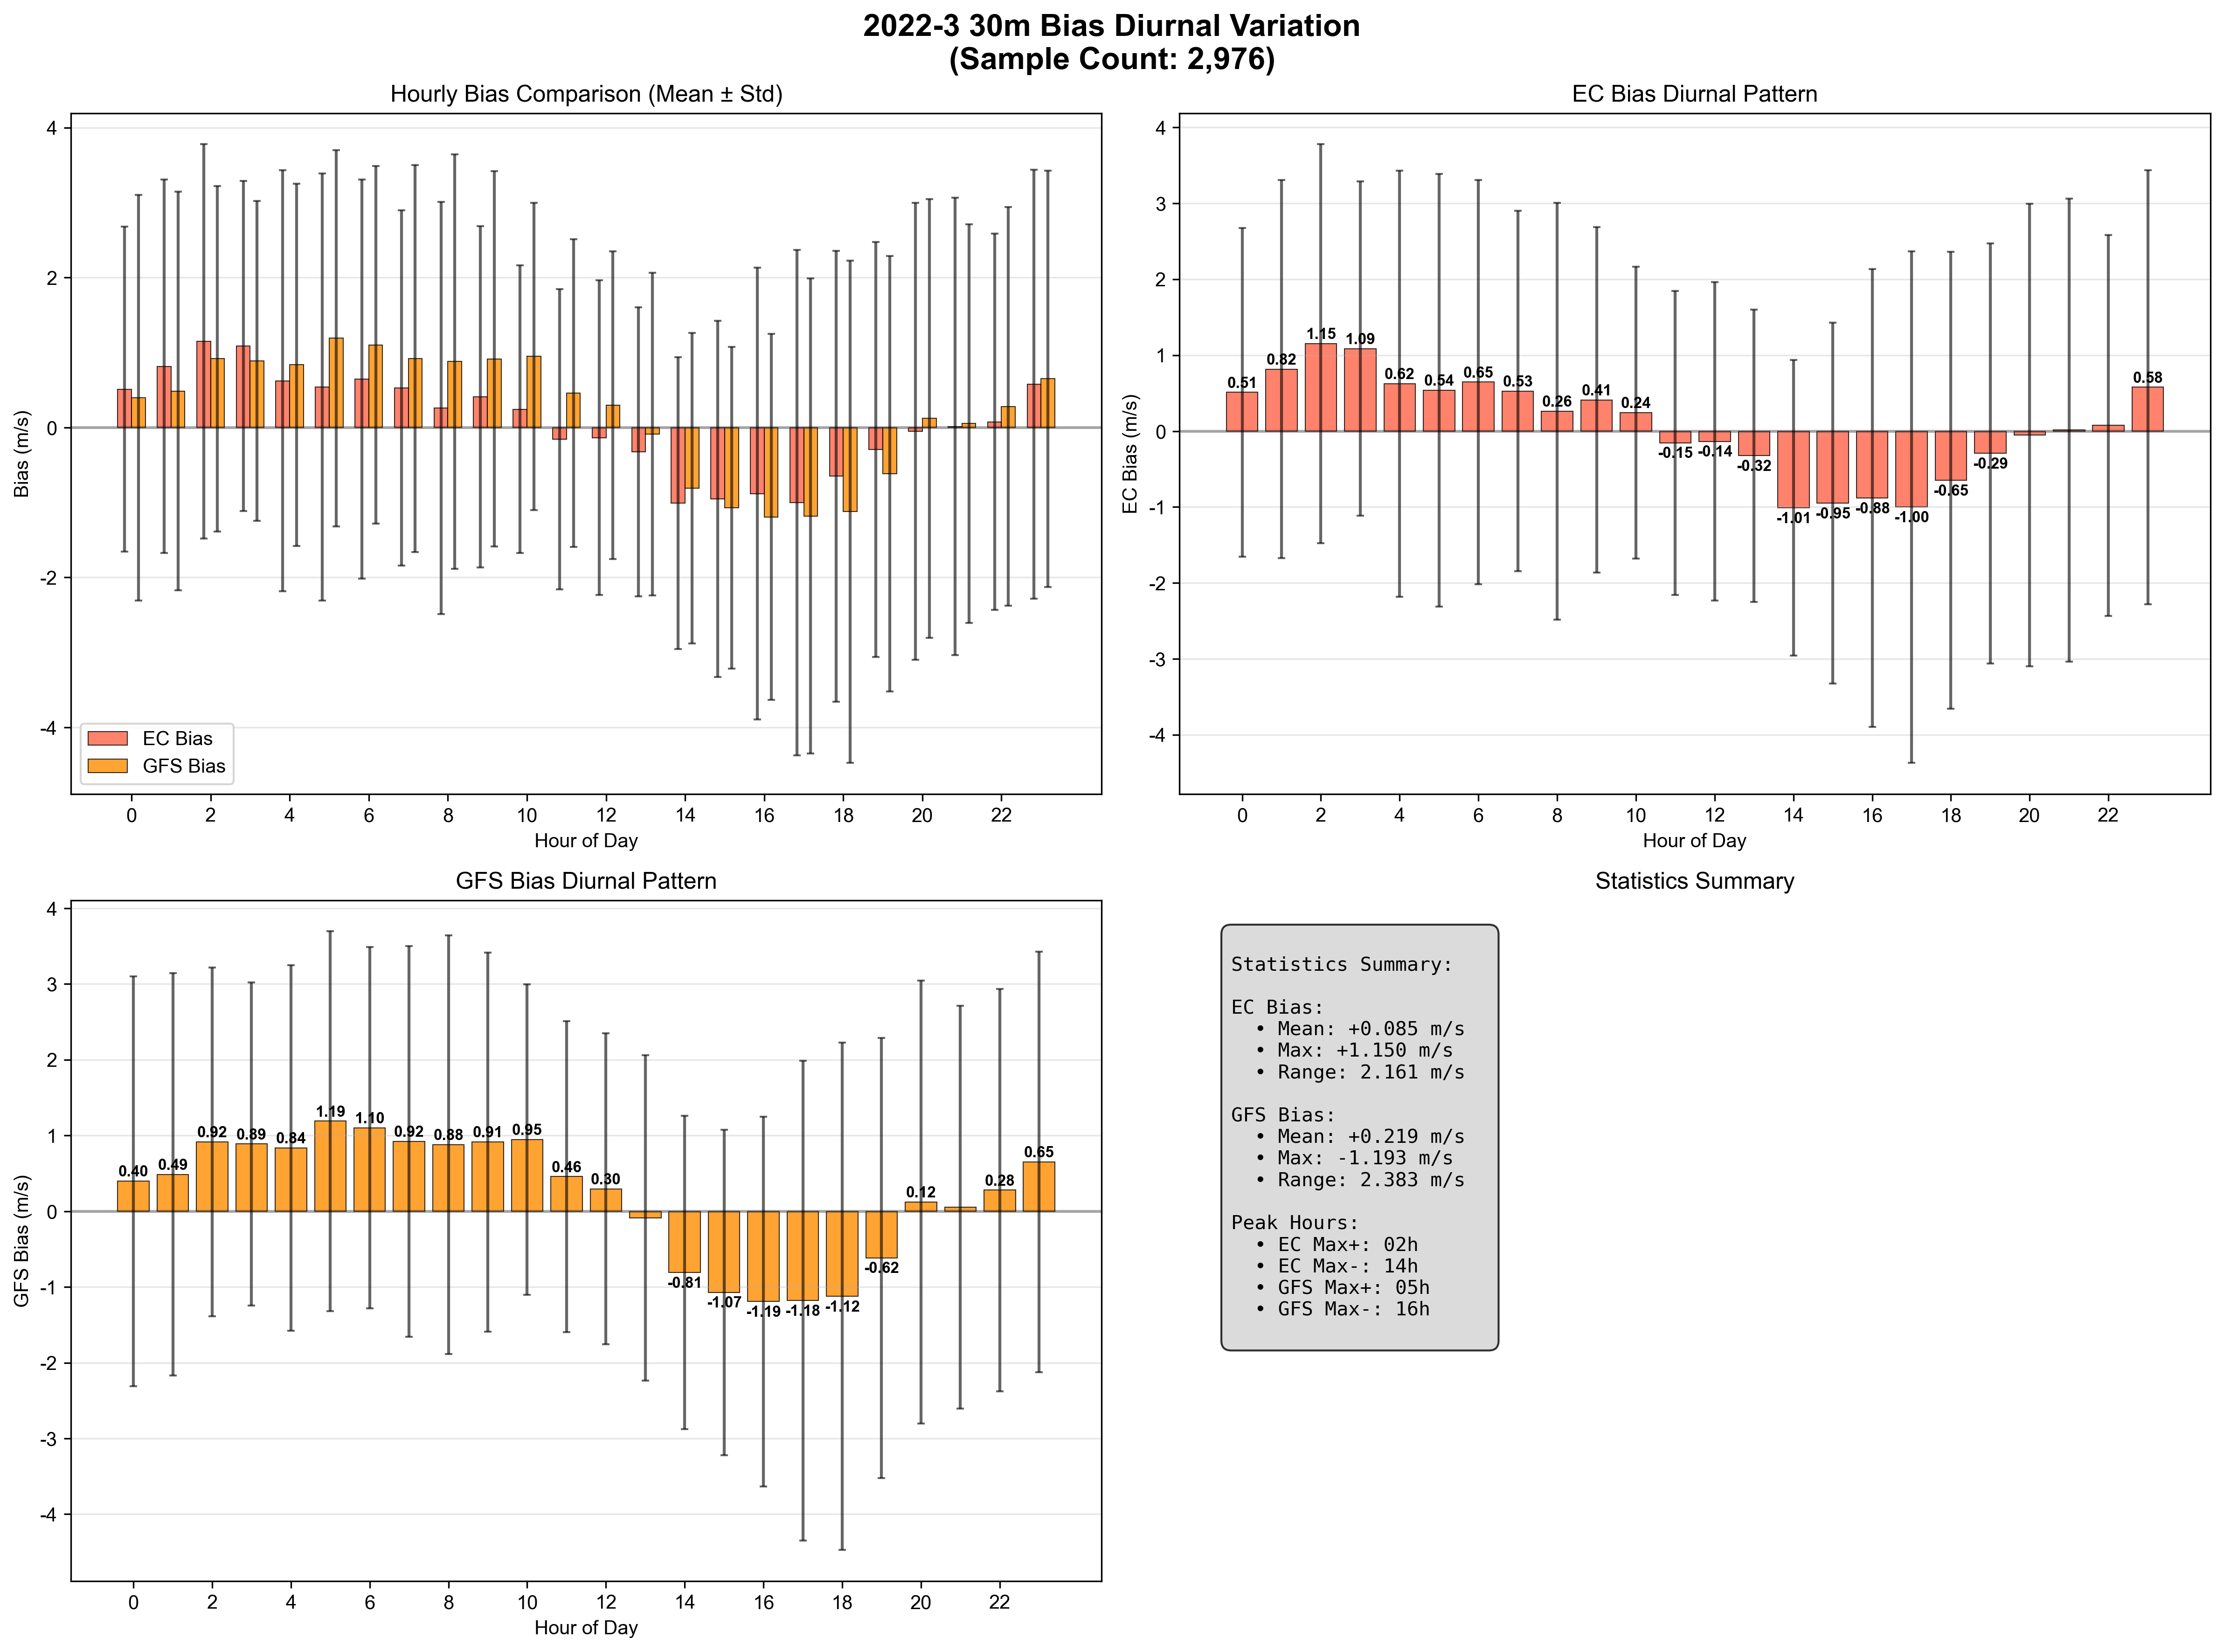 2022-3 30m Bias Diurnal Variation
(Sample Count: 2,976)
Hourly Bias Comparison (Mean ± Std)
4
2
0
-2
-4
Bias (m/s)
EC Bias
GFS Bias
0 2 4 6 8 10 12 14 16 18 20 22
Hour of Day
EC Bias Diurnal Pattern
4
3
2
1
0
-1
-2
-3
-4
EC Bias (m/s)
0.51 0.82 1.15 1.09 0.62 0.54 0.65 0.53 0.26 0.41 0.24 -0.15 -0.14 -0.32 -1.01 -0.95 -0.88 -1.00 -0.65 -0.29 0.58
0 2 4 6 8 10 12 14 16 18 20 22
Hour of Day
GFS Bias Diurnal Pattern
4
3
2
1
0
-1
-2
-3
-4
GFS Bias (m/s)
0.40 0.49 0.92 0.89 0.84 1.19 1.10 0.92 0.88 0.91 0.95 0.46 0.30 -0.81 -1.07 -1.19 -1.18 -1.12 -0.62 0.12 0.28 0.65
0 2 4 6 8 10 12 14 16 18 20 22
Hour of Day
Statistics Summary
Statistics Summary:
EC Bias:
• Mean: +0.085 m/s
• Max: +1.150 m/s
• Range: 2.161 m/s
GFS Bias:
• Mean: +0.219 m/s
• Max: -1.193 m/s
• Range: 2.383 m/s
Peak Hours:
• EC Max+: 02h
• EC Max-: 14h
• GFS Max+: 05h
• GFS Max-: 16h